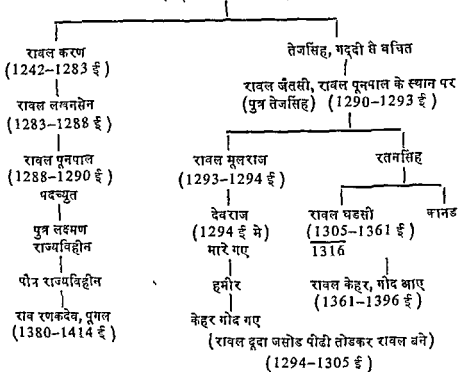 रावल करण
(1242-1283 ई)
रावल लखनसेन
(1283-1288 ई)
रावल पूनपाल
(1288-1290 ई)
पदच्युत
पुत्र लक्ष्मण
राज्यविहीन
पौत्र राज्यविहीन
राव रणकदेव, पूगल
(1380-1414 ई)
तेजसिंह, गद्दी से वंचित
रावल जैतसी, रावल पूनपाल के स्थान पर
(पुत्र तेजसिंह) (1290-1293 ई)
रावल मूलराज
(1293-1294 ई)
देवराज
(1294 ई मे)
मारे गए
हमीर
केहर गोद गए
रतनसिंह
रावल घडसी
(1305-1361 ई)
1316
रावल केहर, गोद आए
(1361-1396 ई)
कानड
(रावल दूदा जसोड पीढी तोडकर रावल बने)
(1294-1305 ई)